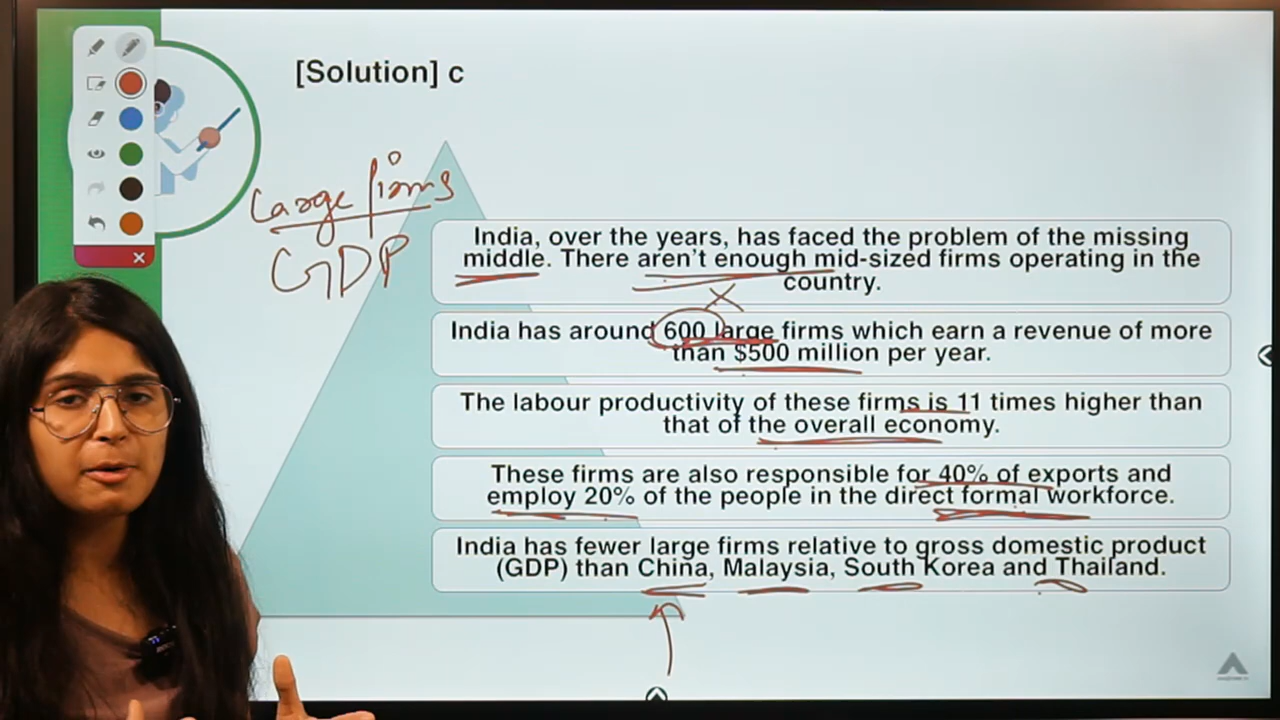 [Solution] c
Large firms
GDP
India, over the years, has faced the problem of the missing
middle. There aren't enough mid-sized firms operating in the
country.
India has around 600 large firms which earn a revenue of more
than $500 million per year.
The labour productivity of these firms is 11 times higher than
that of the overall economy.
These firms are also responsible for 40% of exports and
employ 20% of the people in the direct formal workforce.
India has fewer large firms relative to gross domestic product
(GDP) than China, Malaysia, South Korea and Thailand.